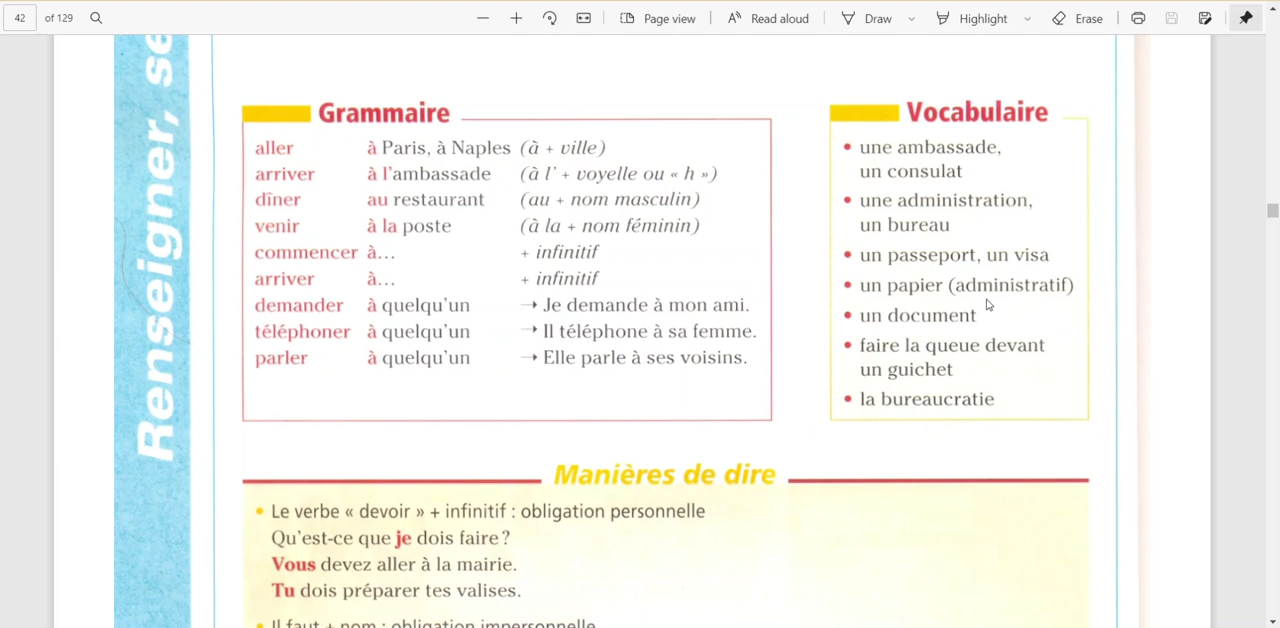 42 of 129 Page view Read aloud Draw Highlight Erase
Renseigner, se
Grammaire
aller à Paris, à Naples (à + ville)
arriver à l'ambassade (à l' + voyelle ou « h »)
dîner au restaurant (au + nom masculin)
venir à la poste (à la + nom féminin)
commencer à... + infinitif
arriver à... + infinitif
demander à quelqu'un → Je demande à mon ami.
téléphoner à quelqu'un → Il téléphone à sa femme.
parler à quelqu'un → Elle parle à ses voisins.
Vocabulaire
• une ambassade,
un consulat
• une administration,
un bureau
• un passeport, un visa
• un papier (administratif)
• un document
• faire la queue devant
un guichet
• la bureaucratie
Manières de dire
• Le verbe « devoir » + infinitif : obligation personnelle
Qu'est-ce que je dois faire ?
Vous devez aller à la mairie.
Tu dois préparer tes valises.
• Il faut + nom : obligation impersonnelle